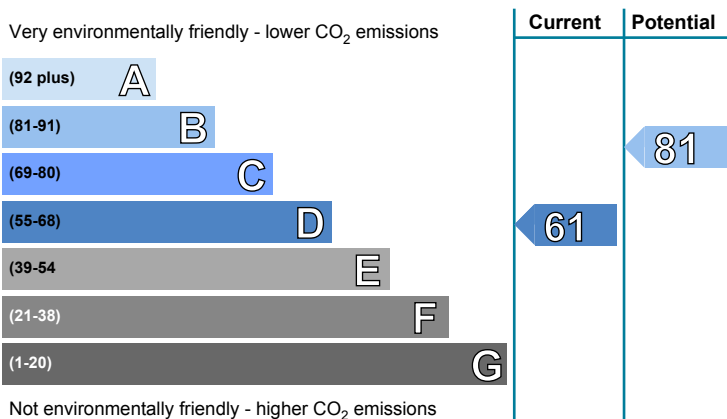 Current Potential
Very environmentally friendly - lower CO2 emissions
(92 plus) A
(81-91) B
(69-80) C
(55-68) D
(39-54 E
(21-38) F
(1-20) G
81
61
Not environmentally friendly - higher CO2 emissions